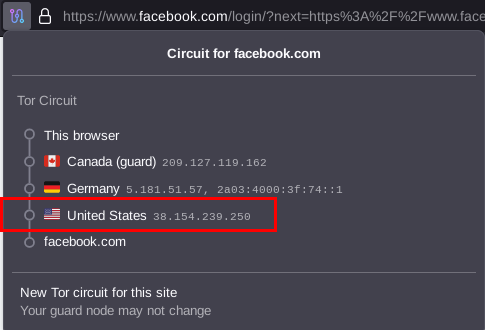 https://www.facebook.com/login/?next=https%3A%2F%2Fwww.face
Circuit for facebook.com
Tor Circuit
This browser
Canada (guard) 209.127.119.162
Germany 5.181.51.57, 2a03:4000:3f:74::1
United States 38.154.239.250
facebook.com
New Tor circuit for this site
Your guard node may not change